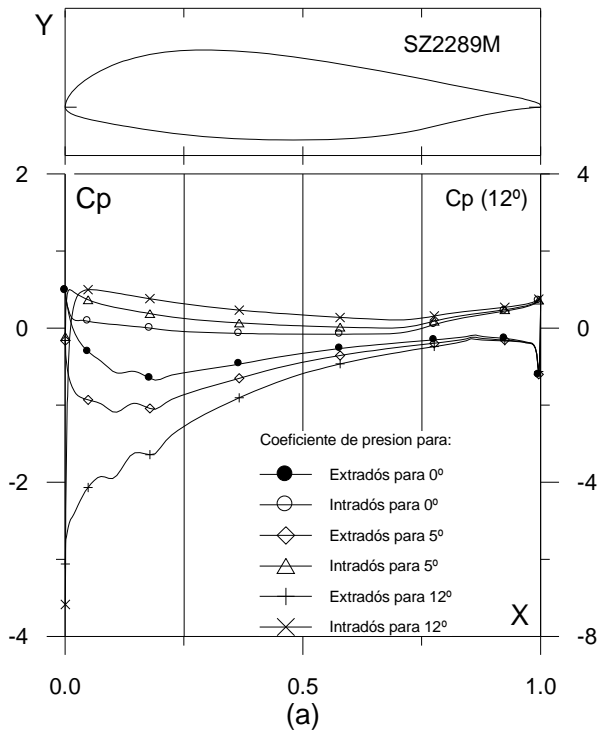 Y
SZ2289M
2
4
Cp
Cp (12º)
0
0
Coeficiente de presion para:
Extradós para 0º
Intradós para 0º
-2
-4
Extradós para 5º
Intradós para 5º
Extradós para 12º
Intradós para 12º
X
-4
-8
0.0
0.5
1.0
(a)